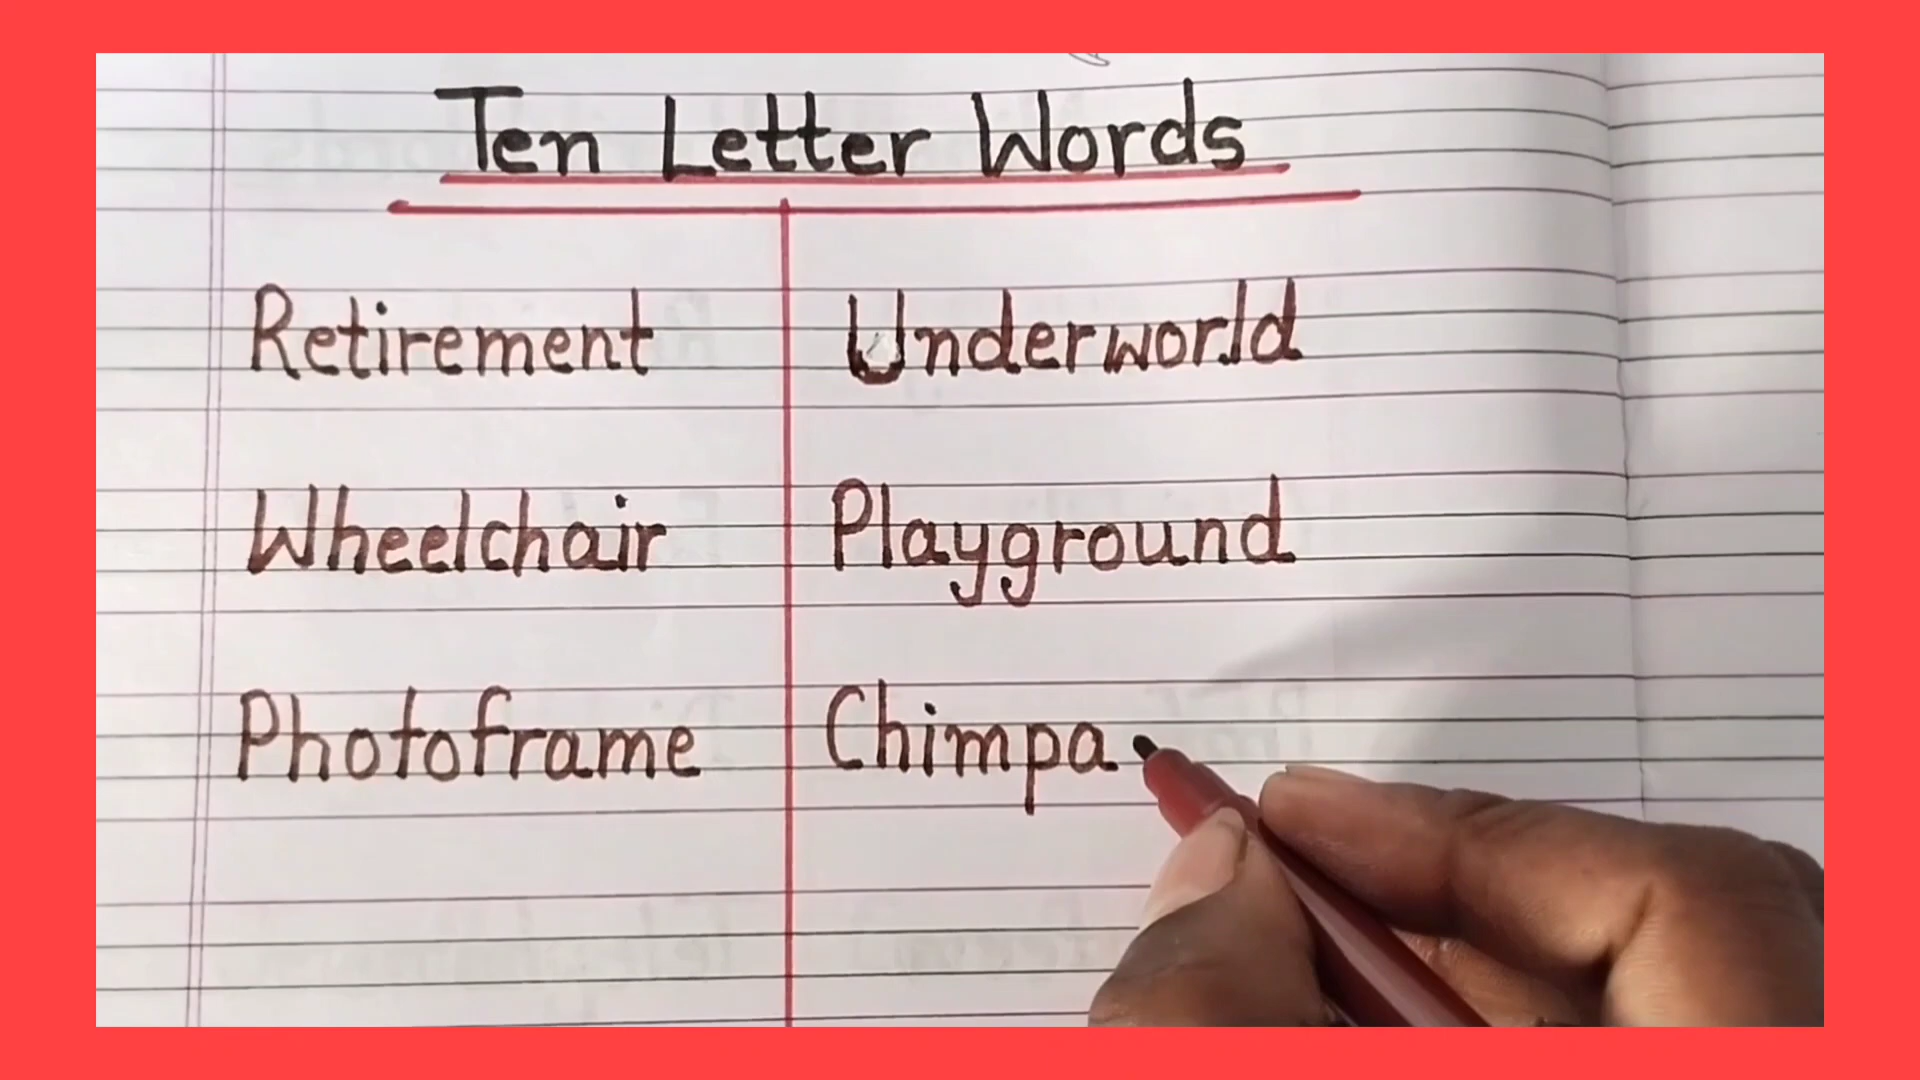 Ten Letter Words
Retirement Underworld
Wheelchair Playground
Photoframe Chimpa